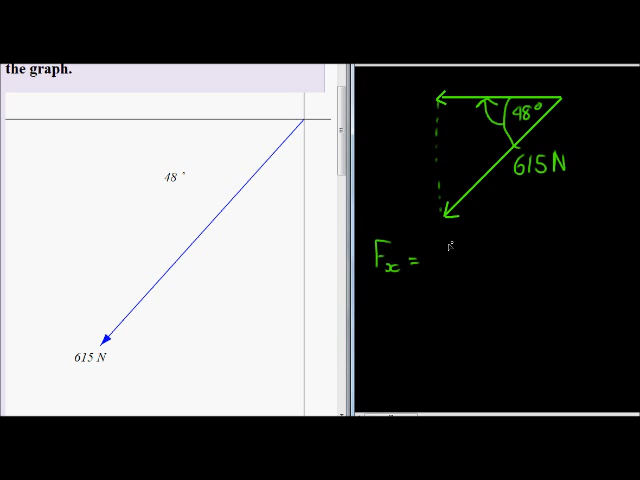 the graph.
48 °
615 N
48°
615 N
Fx =